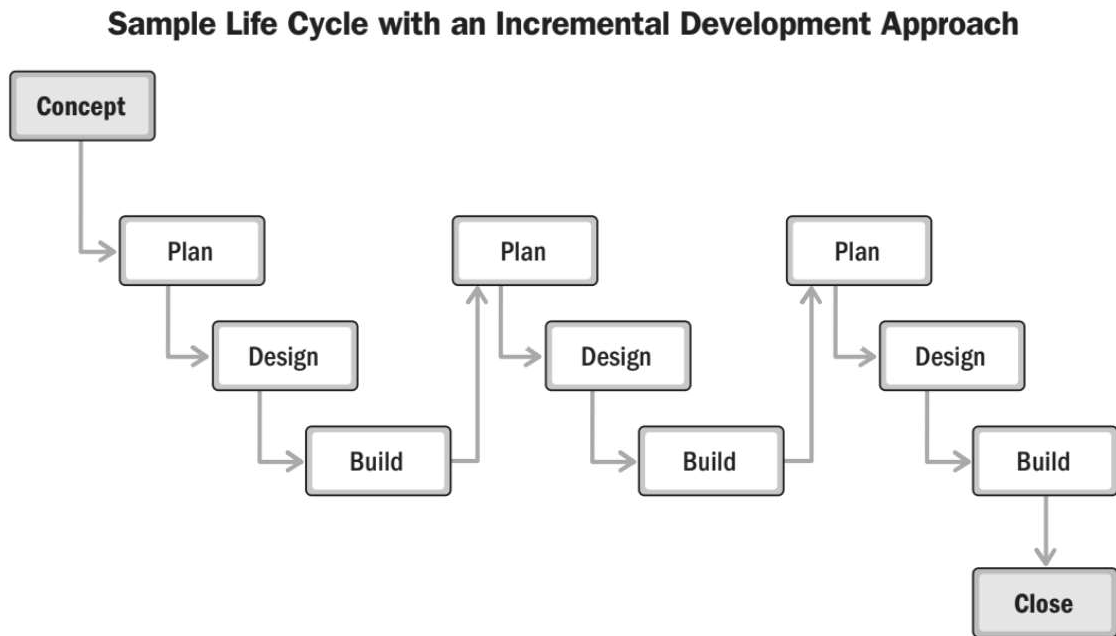 Sample Life Cycle with an Incremental Development Approach
Concept
Plan
Plan
Plan
Design
Design
Design
Build
Build
Build
Close